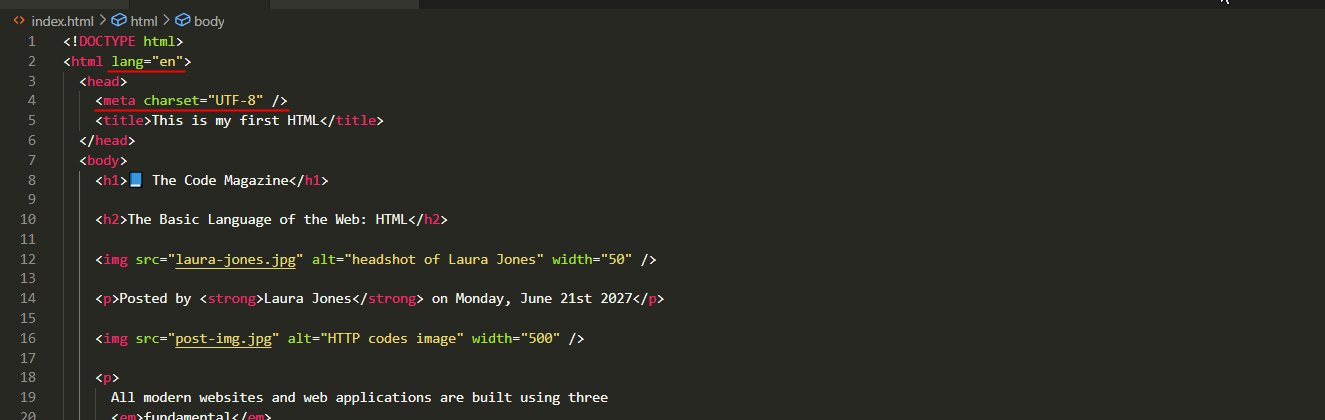 index.html > html > body
1 <!DOCTYPE html>
2 <html lang="en">
3 <head>
4 <meta charset="UTF-8" />
5 <title>This is my first HTML</title>
6 </head>
7 <body>
8 <h1>📘 The Code Magazine</h1>
9
10 <h2>The Basic Language of the Web: HTML</h2>
11
12 <img src="laura-jones.jpg" alt="headshot of Laura Jones" width="50" />
13
14 <p>Posted by <strong>Laura Jones</strong> on Monday, June 21st 2027</p>
15
16 <img src="post-img.jpg" alt="HTTP codes image" width="500" />
17
18 <p>
19 All modern websites and web applications are built using three
20 <em>fundamental</em>